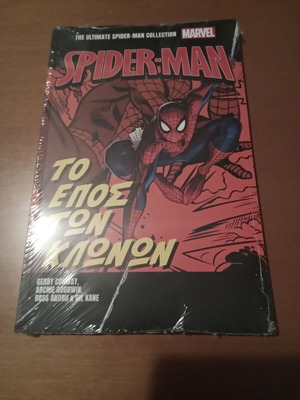 THE ULTIMATE SPIDER-MAN COLLECTION MARVEL
SPIDER-MAN
ΤΟ
ΕΠΟΣ
ΤΩΝ
ΚΛΩΝΩΝ
GERRY CONWAY,
ARCHIE GOODWIN,
ROSS ANDRU & GIL KANE